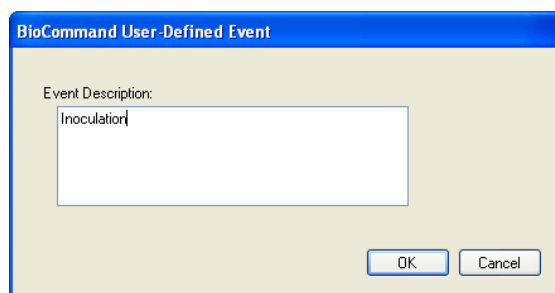 BioCommand User-Defined Event
Event Description:
Inoculation
OK Cancel